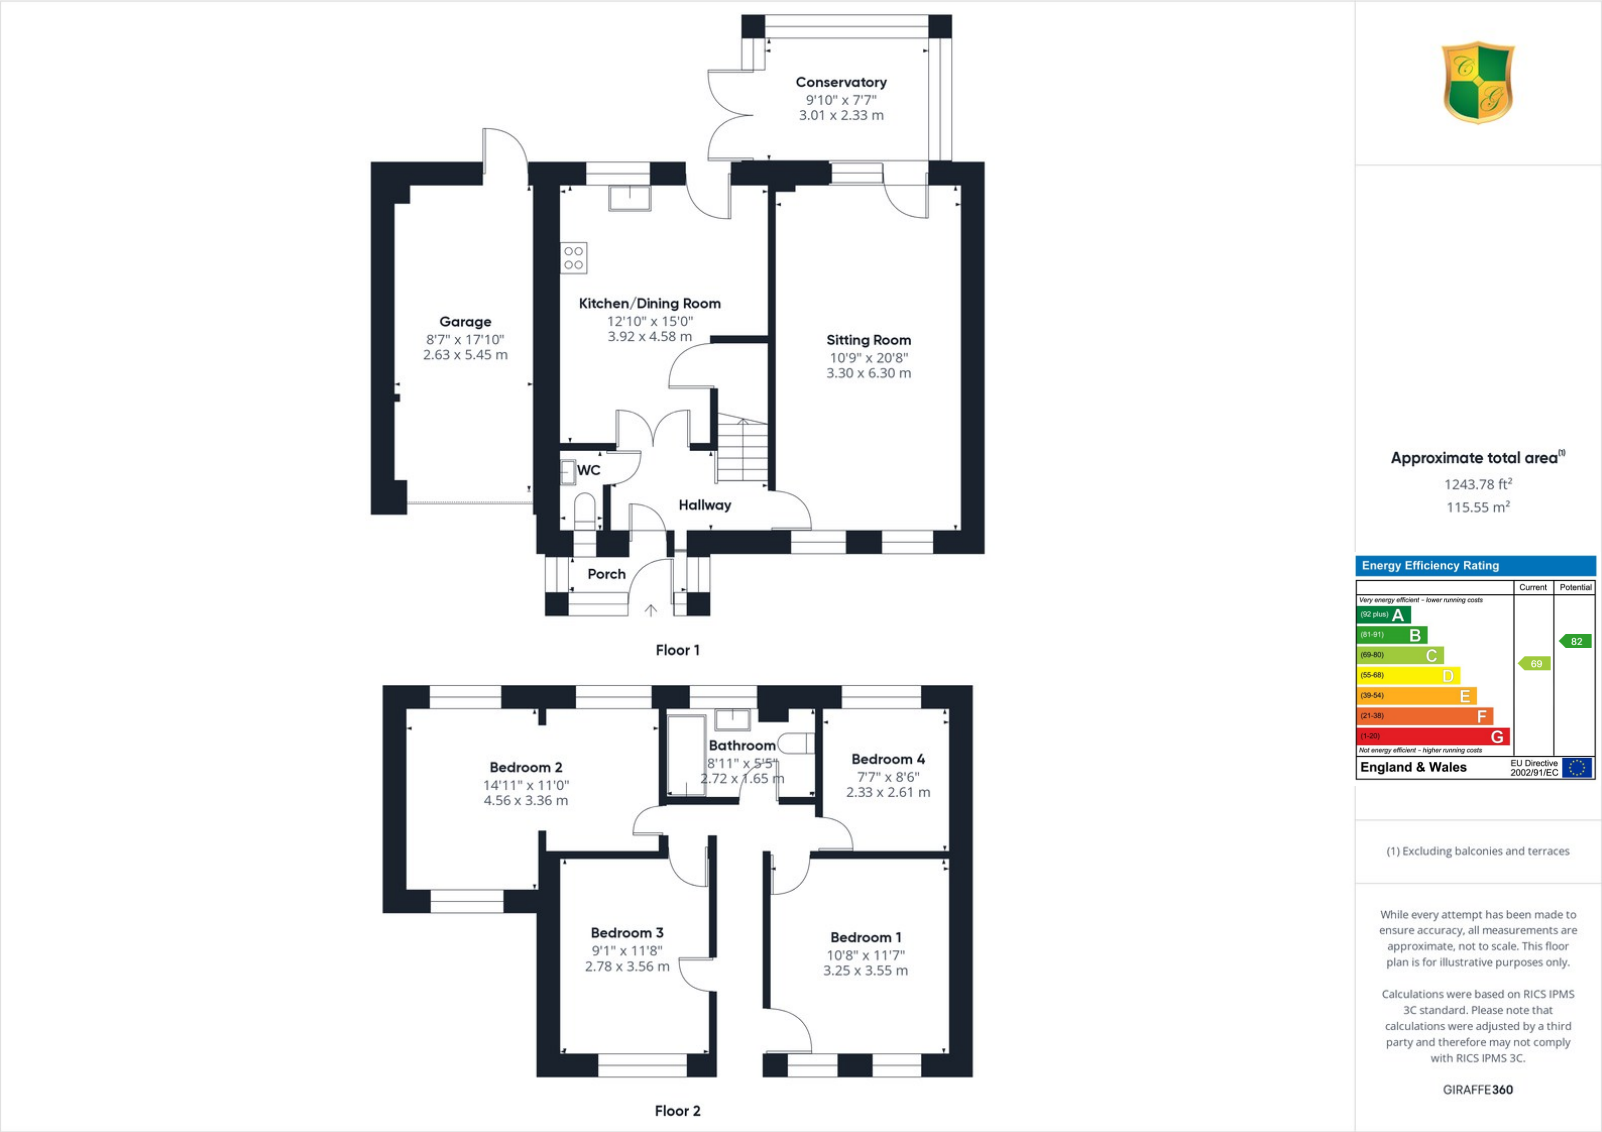 Conservatory
9'10" x 7'7"
3.01 x 2.33 m
Kitchen/Dining Room
12'10" x 15'0"
3.92 x 4.58 m
Garage
8'7" x 17'10"
2.63 x 5.45 m
Sitting Room
10'9" x 20'8"
3.30 x 6.30 m
WC
Hallway
Porch
Floor 1
Bedroom 2
14'11" x 11'0"
4.56 x 3.36 m
Bathroom
8'11" x 5'5"
2.72 x 1.65 m
Bedroom 4
7'7" x 8'6"
2.33 x 2.61 m
Bedroom 3
9'1" x 11'8"
2.78 x 3.56 m
Bedroom 1
10'8" x 11'7"
3.25 x 3.55 m
Floor 2
C
G
Approximate total area(1)
1243.78 ft²
115.55 m²
Energy Efficiency Rating
Current Potential
Very energy efficient - lower running costs
(92 plus) A
(81-91) B
82
(69-80) C
69
(55-68) D
(39-54) E
(21-38) F
(1-20) G
Not energy efficient - higher running costs
England & Wales
EU Directive
2002/91/EC
(1) Excluding balconies and terraces
While every attempt has been made to
ensure accuracy, all measurements are
approximate, not to scale. This floor
plan is for illustrative purposes only.
Calculations were based on RICS IPMS
3C standard. Please note that
calculations were adjusted by a third
party and therefore may not comply
with RICS IPMS 3C.
GIRAFFE360